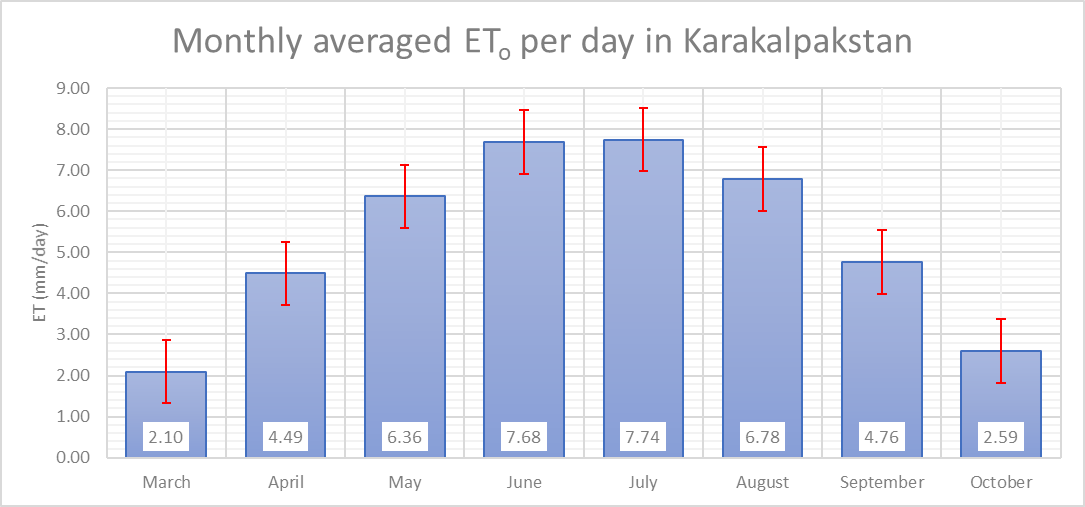 Monthly averaged ETo per day in Karakalpakstan
9.00
8.00
7.00
6.00
5.00
4.00
3.00
2.00
1.00
0.00
ET (mm/day)
2.10 4.49 6.36 7.68 7.74 6.78 4.76 2.59
March April May June July August September October